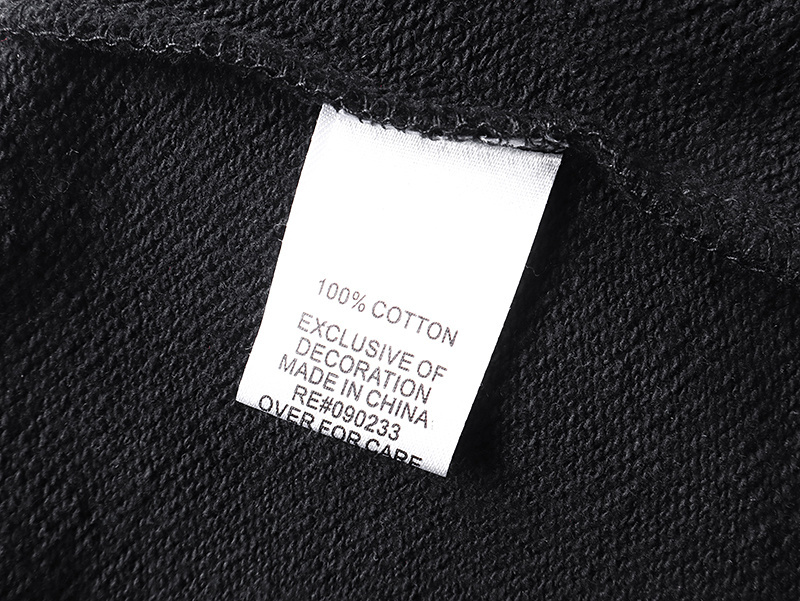 100% COTTON
EXCLUSIVE OF
DECORATION
MADE IN CHINA
RE#090233
OVER FOR CARE